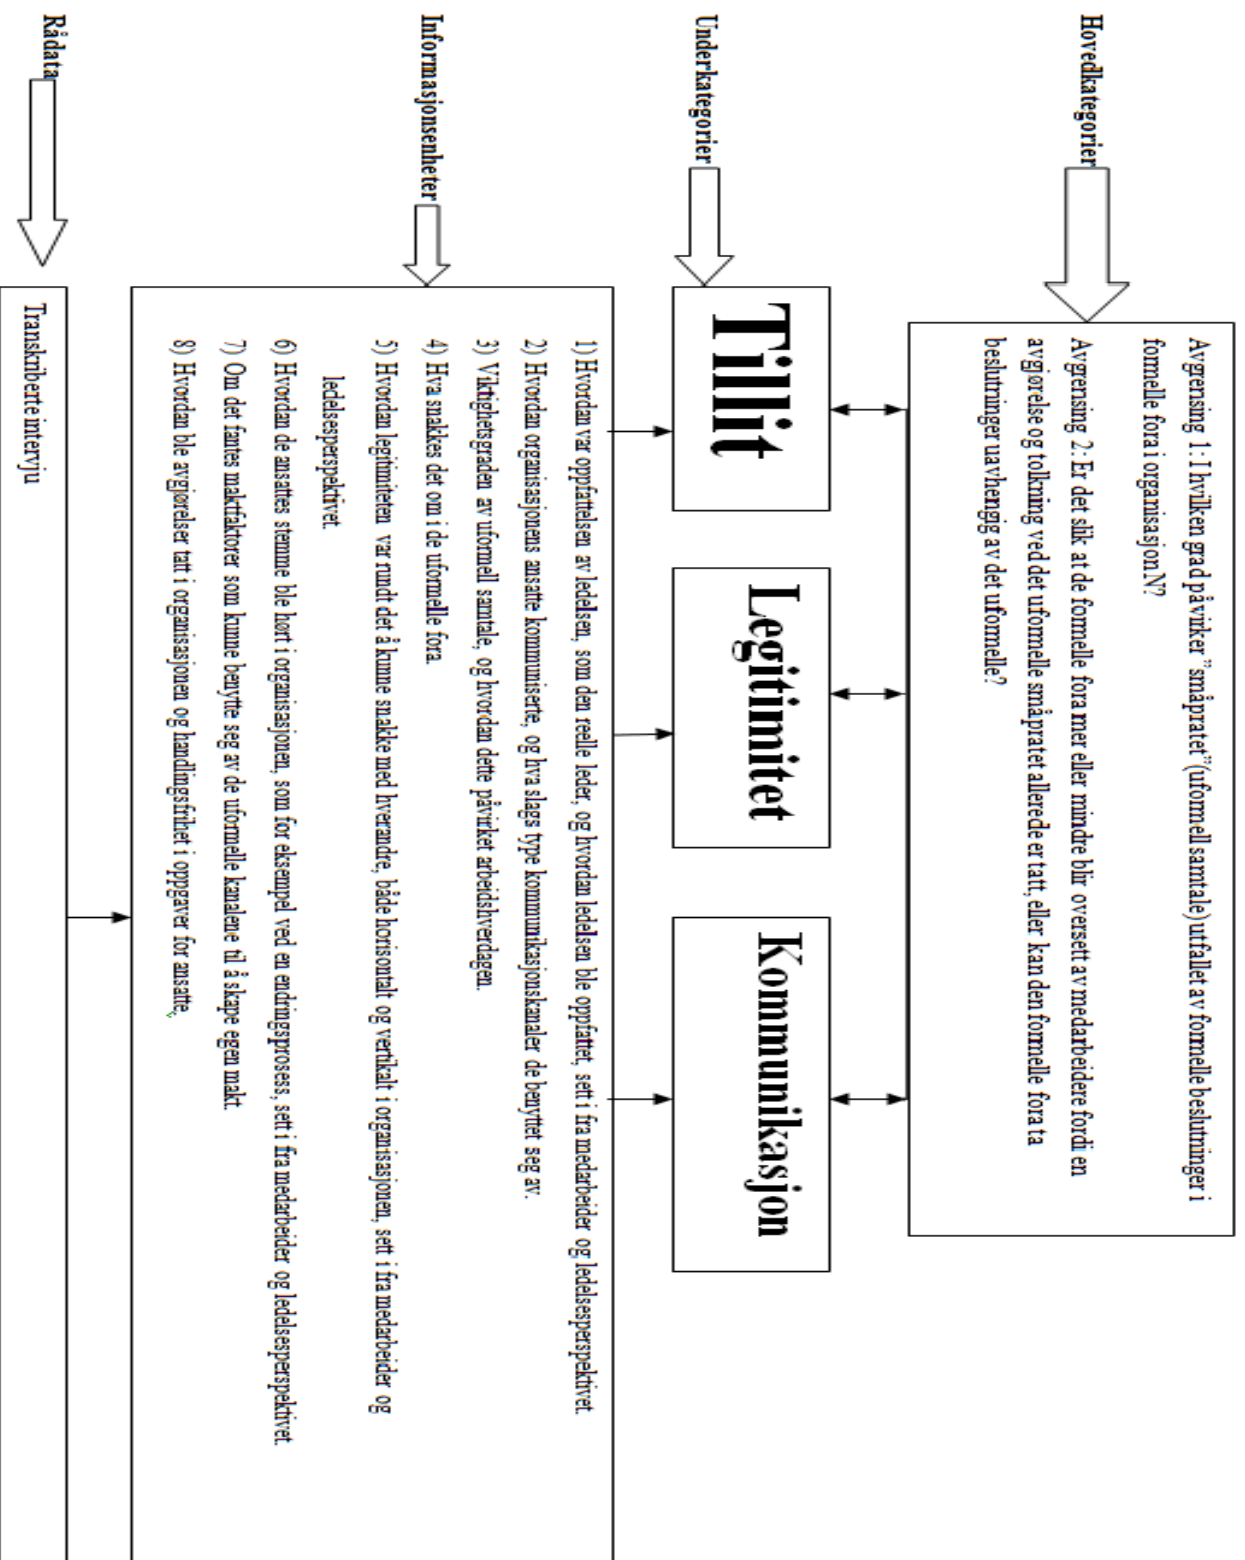 Hovedkategorier
Avgrensing 1: I hvilken grad påvirker ”småpratet” (uformell samtale) utfallet av formelle beslutninger i
formelle fora i organisasjon N?
Avgrensing 2: Er det slik at de formelle fora mer eller mindre blir oversett av medarbeidere fordi en
avgjørelse og tolkning ved det uformelle småpratet allerede er tatt, eller kan den formelle fora ta
beslutninger uavhengig av det uformelle?
Underkategorier
Tillit
Legitimitet
Kommunikasjon
Informasjonsenheter
1) Hvordan var oppfattelsen av ledelsen, som den reelle leder, og hvordan ledelsen ble oppfattet, sett i fra medarbeider og ledelsesperspektivet.
2) Hvordan organisasjonens ansatte kommuniserte, og hva slags type kommunikasjonskanaler de benyttet seg av.
3) Viktighetsgraden av uformell samtale, og hvordan dette påvirket arbeidshverdagen.
4) Hva snakkes det om i de uformelle fora.
5) Hvordan legitimiteten var rundt det å kunne snakke med hverandre, både horisontalt og vertikalt i organisasjonen, sett i fra medarbeider og
ledelsesperspektivet.
6) Hvordan de ansattes stemme ble hørt i organisasjonen, som for eksempel ved en endringsprosess, sett i fra medarbeider og ledelsesperspektivet.
7) Om det fantes maktfaktorer som kunne benytte seg av de uformelle kanalene til å skape egen makt.
8) Hvordan ble avgjørelser tatt i organisasjonen og handlingsfrihet i oppgaver for ansatte.
Rådata
Transkriberte intervju